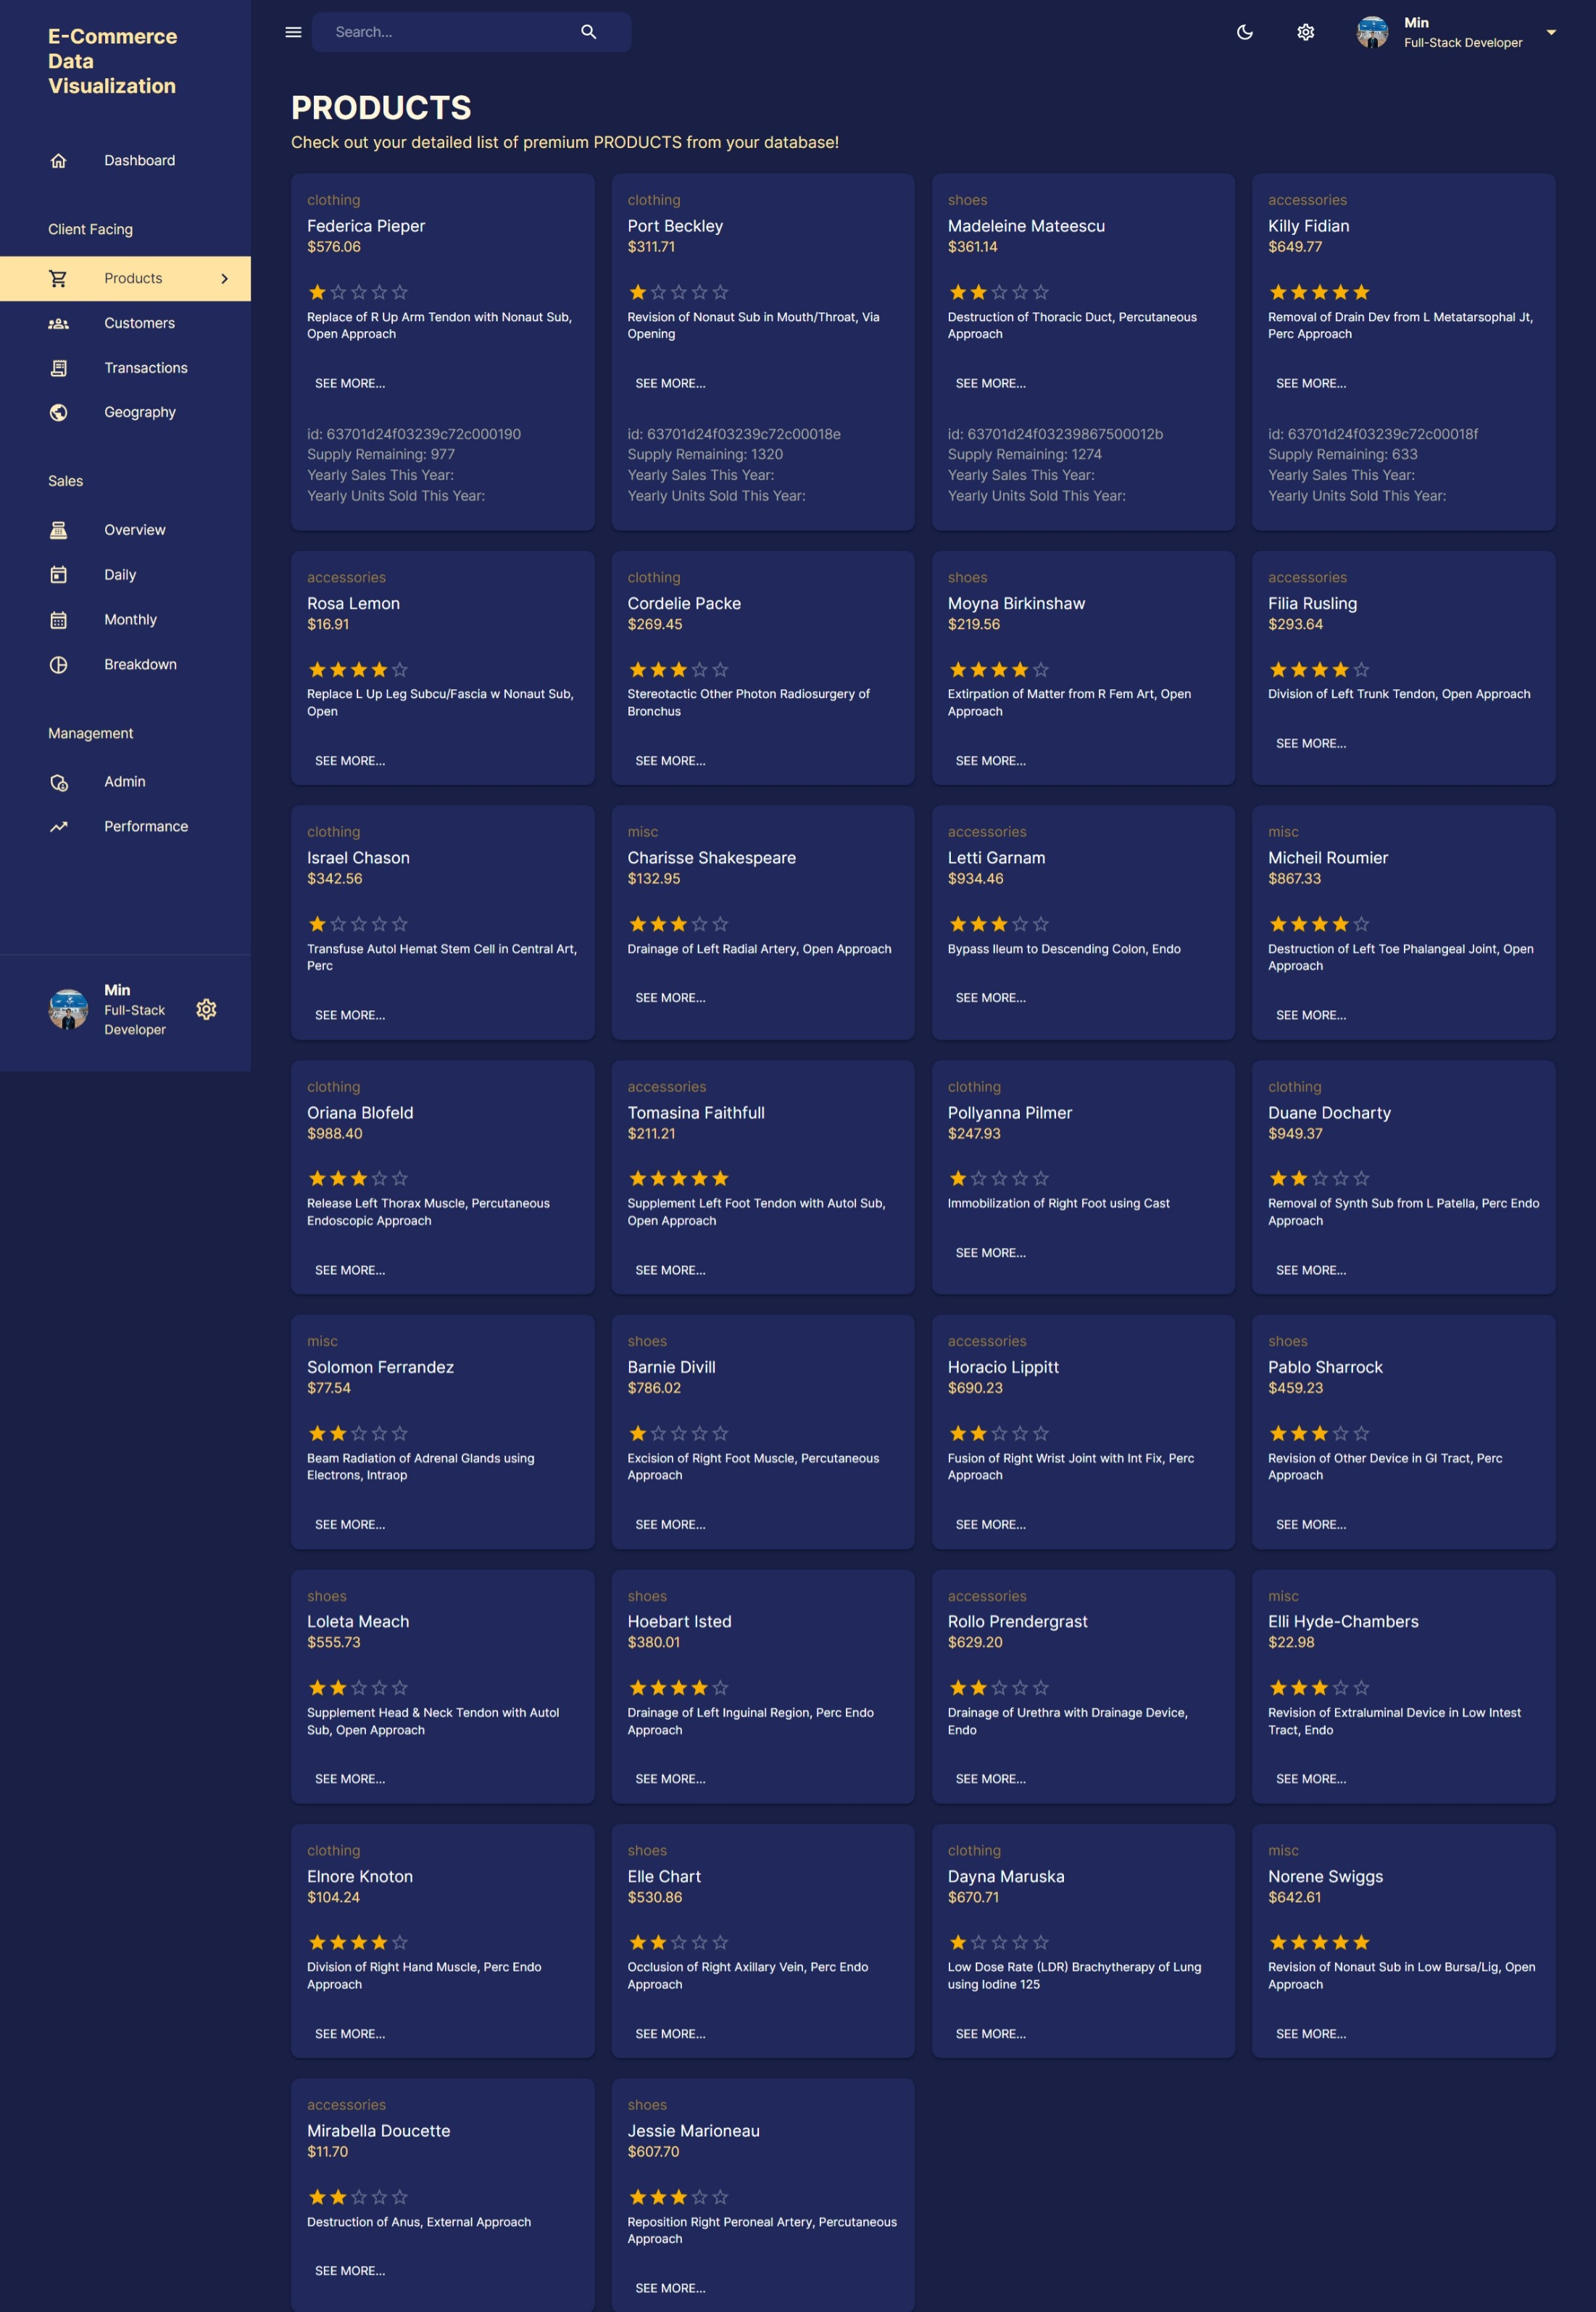 E-Commerce
Data
Visualization
Dashboard
Client Facing
Products
Customers
Transactions
Geography
Sales
Overview
Daily
Monthly
Breakdown
Management
Admin
Performance
Min
Full-Stack
Developer
Search...
Min
Full-Stack Developer
PRODUCTS
Check out your detailed list of premium PRODUCTS from your database!
clothing
Federica Pieper
$576.06
Replace of R Up Arm Tendon with Nonaut Sub,
Open Approach
SEE MORE...
id: 63701d24f03239c72c000190
Supply Remaining: 977
Yearly Sales This Year:
Yearly Units Sold This Year:
clothing
Port Beckley
$311.71
Revision of Nonaut Sub in Mouth/Throat, Via
Opening
SEE MORE...
id: 63701d24f03239c72c00018e
Supply Remaining: 1320
Yearly Sales This Year:
Yearly Units Sold This Year:
shoes
Madeleine Mateescu
$361.14
Destruction of Thoracic Duct, Percutaneous
Approach
SEE MORE...
id: 63701d24f03239867500012b
Supply Remaining: 1274
Yearly Sales This Year:
Yearly Units Sold This Year:
accessories
Killy Fidian
$649.77
Removal of Drain Dev from L Metatarsophal Jt,
Perc Approach
SEE MORE...
id: 63701d24f03239c72c00018f
Supply Remaining: 633
Yearly Sales This Year:
Yearly Units Sold This Year:
accessories
Rosa Lemon
$16.91
Replace L Up Leg Subcu/Fascia w Nonaut Sub,
Open
SEE MORE...
clothing
Cordelie Packe
$269.45
Stereotactic Other Photon Radiosurgery of
Bronchus
SEE MORE...
shoes
Moyna Birkinshaw
$219.56
Extirpation of Matter from R Fem Art, Open
Approach
SEE MORE...
accessories
Filia Rusling
$293.64
Division of Left Trunk Tendon, Open Approach
SEE MORE...
clothing
Israel Chason
$342.56
Transfuse Autol Hemat Stem Cell in Central Art,
Perc
SEE MORE...
misc
Charisse Shakespeare
$132.95
Drainage of Left Radial Artery, Open Approach
SEE MORE...
accessories
Letti Garnam
$934.46
Bypass Ileum to Descending Colon, Endo
SEE MORE...
misc
Micheil Roumier
$867.33
Destruction of Left Toe Phalangeal Joint, Open
Approach
SEE MORE...
clothing
Oriana Blofeld
$988.40
Release Left Thorax Muscle, Percutaneous
Endoscopic Approach
SEE MORE...
accessories
Tomasina Faithfull
$211.21
Supplement Left Foot Tendon with Autol Sub,
Open Approach
SEE MORE...
clothing
Pollyanna Pilmer
$247.93
Immobilization of Right Foot using Cast
SEE MORE...
clothing
Duane Docharty
$949.37
Removal of Synth Sub from L Patella, Perc Endo
Approach
SEE MORE...
misc
Solomon Ferrandez
$77.54
Beam Radiation of Adrenal Glands using
Electrons, Intraop
SEE MORE...
shoes
Barnie Divill
$786.02
Excision of Right Foot Muscle, Percutaneous
Approach
SEE MORE...
accessories
Horacio Lippitt
$690.23
Fusion of Right Wrist Joint with Int Fix, Perc
Approach
SEE MORE...
shoes
Pablo Sharrock
$459.23
Revision of Other Device in GI Tract, Perc
Approach
SEE MORE...
shoes
Loleta Meach
$555.73
Supplement Head & Neck Tendon with Autol
Sub, Open Approach
SEE MORE...
shoes
Hoebart Isted
$380.01
Drainage of Left Inguinal Region, Perc Endo
Approach
SEE MORE...
accessories
Rollo Prendergrast
$629.20
Drainage of Urethra with Drainage Device,
Endo
SEE MORE...
misc
Elli Hyde-Chambers
$22.98
Revision of Extraluminal Device in Low Intest
Tract, Endo
SEE MORE...
clothing
Elnore Knoton
$104.24
Division of Right Hand Muscle, Perc Endo
Approach
SEE MORE...
shoes
Elle Chart
$530.86
Occlusion of Right Axillary Vein, Perc Endo
Approach
SEE MORE...
clothing
Dayna Maruska
$670.71
Low Dose Rate (LDR) Brachytherapy of Lung
using Iodine 125
SEE MORE...
misc
Norene Swiggs
$642.61
Revision of Nonaut Sub in Low Bursa/Lig, Open
Approach
SEE MORE...
accessories
Mirabella Doucette
$11.70
Destruction of Anus, External Approach
SEE MORE...
shoes
Jessie Marioneau
$607.70
Reposition Right Peroneal Artery, Percutaneous
Approach
SEE MORE...